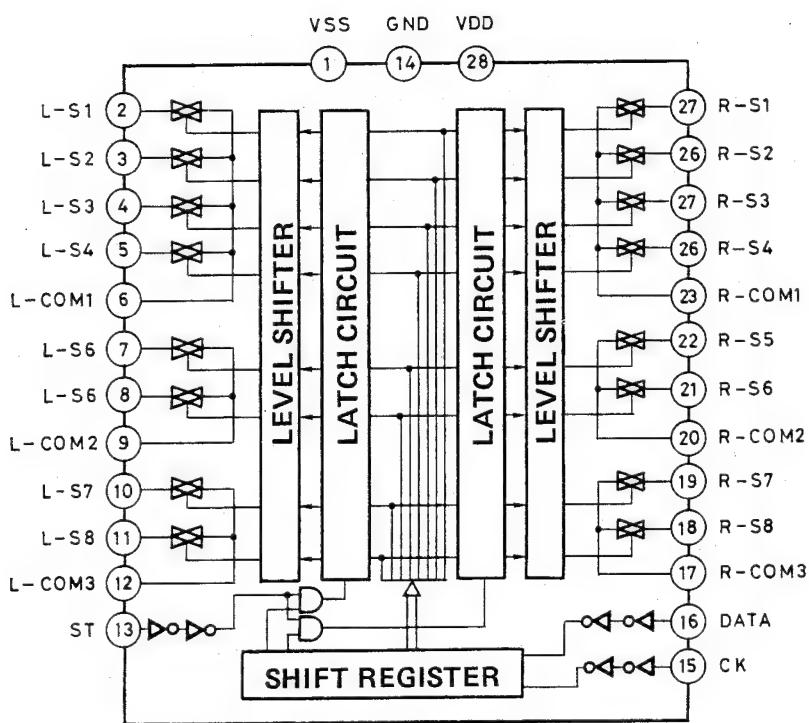 VSS GND VDD
1 14 28
L-S1 2 27 R-S1
L-S2 3 26 R-S2
L-S3 4 27 R-S3
L-S4 5 26 R-S4
L-COM1 6 23 R-COM1
L-S6 7 22 R-S5
L-S6 8 21 R-S6
L-COM2 9 20 R-COM2
L-S7 10 19 R-S7
L-S8 11 18 R-S8
L-COM3 12 17 R-COM3
ST 13 16 DATA
15 CK
LEVEL SHIFTER
LATCH CIRCUIT
LATCH CIRCUIT
LEVEL SHIFTER
SHIFT REGISTER